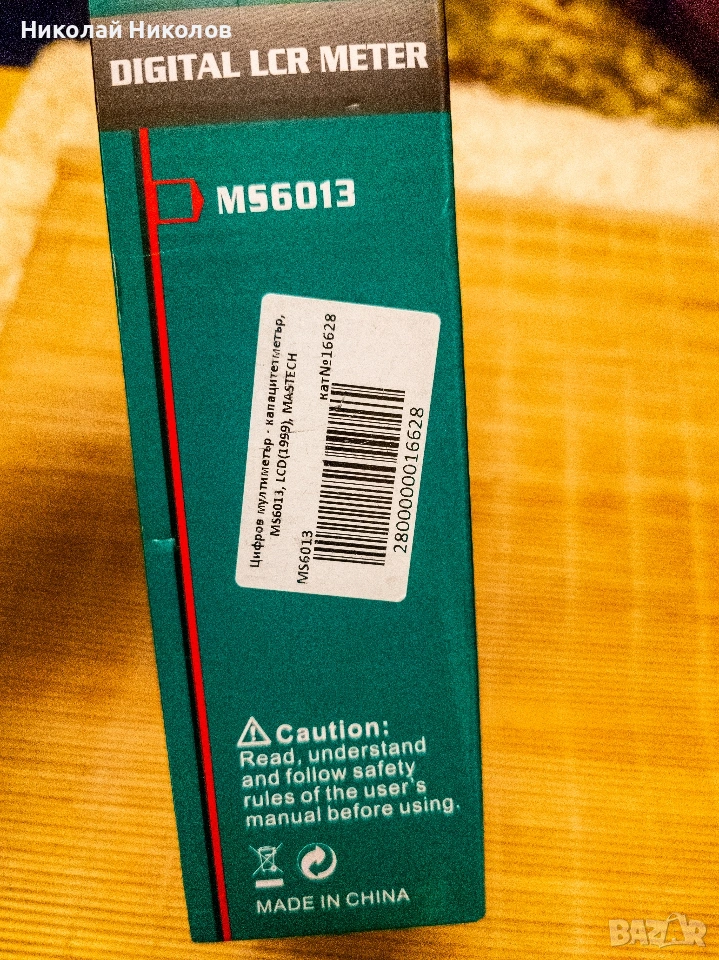 Николай Николов
DIGITAL LCR METER
MS6013
Цифров мултиметър - капацитетметър,
MS6013, LCD(1999), MASTECH
кат№16628
MS6013
2800000016628
Caution:
Read, understand
and follow safety
rules of the user's
manual before using.
MADE IN CHINA
BAZAR